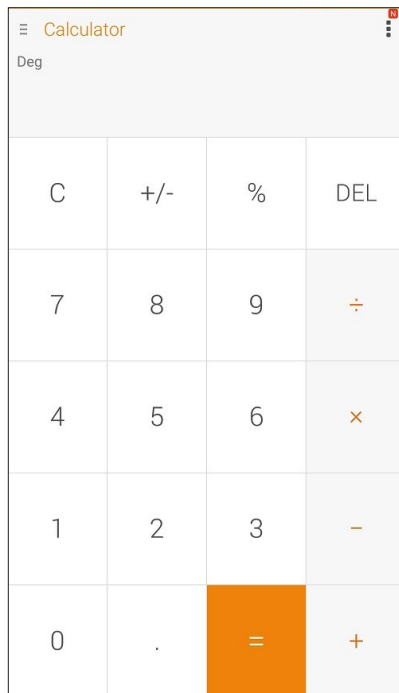 Calculator
N
Deg
C +/- % DEL
7 8 9 ÷
4 5 6 ×
1 2 3 −
0 . = +